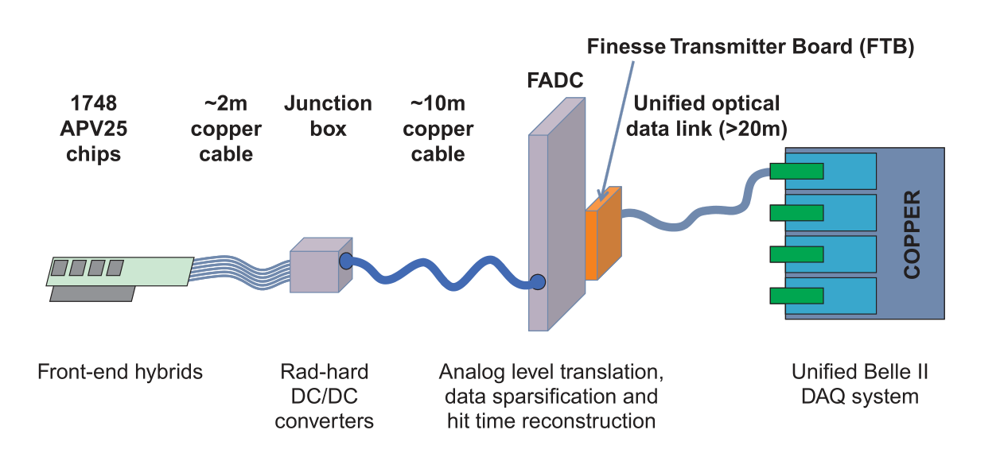 Finesse Transmitter Board (FTB)
FADC
1748
APV25
chips
~2m
copper
cable
Junction
box
~10m
copper
cable
Unified optical
data link (>20m)
COPPER
Front-end hybrids
Rad-hard
DC/DC
converters
Analog level translation,
data sparsification and
hit time reconstruction
Unified Belle II
DAQ system